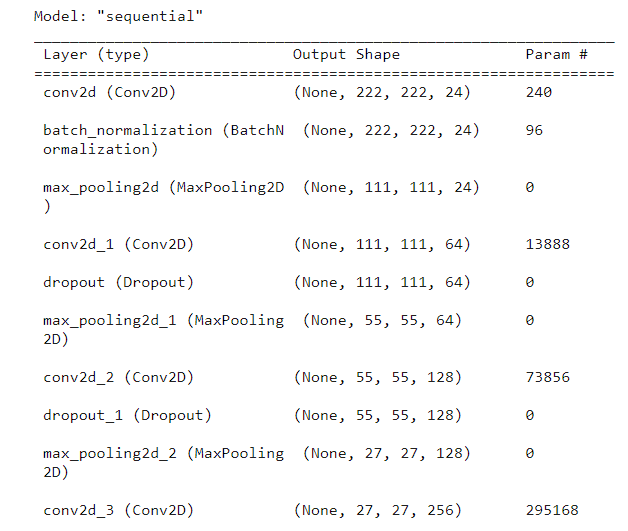 Model: "sequential"
Layer (type) Output Shape Param #
=================================================================
conv2d (Conv2D) (None, 222, 222, 24) 240
batch_normalization (BatchN (None, 222, 222, 24) 96
ormalization)
max_pooling2d (MaxPooling2D (None, 111, 111, 24) 0
)
conv2d_1 (Conv2D) (None, 111, 111, 64) 13888
dropout (Dropout) (None, 111, 111, 64) 0
max_pooling2d_1 (MaxPooling (None, 55, 55, 64) 0
2D)
conv2d_2 (Conv2D) (None, 55, 55, 128) 73856
dropout_1 (Dropout) (None, 55, 55, 128) 0
max_pooling2d_2 (MaxPooling (None, 27, 27, 128) 0
2D)
conv2d_3 (Conv2D) (None, 27, 27, 256) 295168